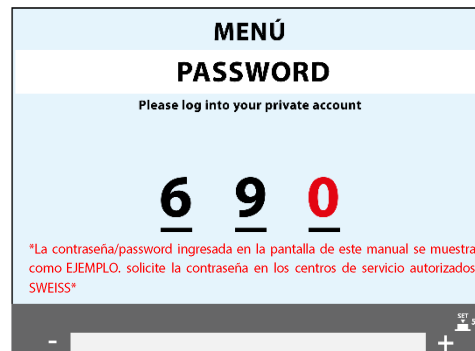 MENÚ
PASSWORD
Please log into your private account
6 9 0
*La contraseña/password ingresada en la pantalla de este manual se muestra
como EJEMPLO. solicite la contraseña en los centros de servicio autorizados
SWEISS*
SET
- +